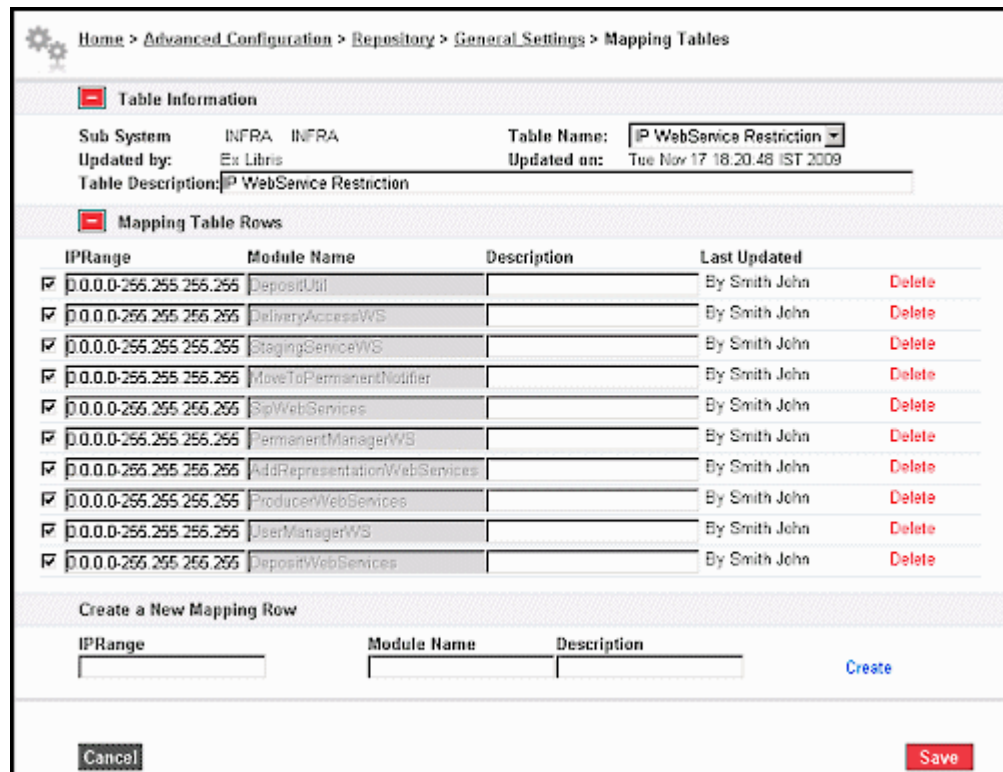 Home > Advanced Configuration > Repository > General Settings > Mapping Tables
Table Information
Sub System INFRA INFRA Table Name: IP WebService Restriction
Updated by: Ex Libris Updated on: Tue Nov 17 18:20:48 IST 2009
Table Description: IP WebService Restriction
Mapping Table Rows
IPRange Module Name Description Last Updated
0.0.0.0-255.255.255.255 DepositUtil By Smith John Delete
0.0.0.0-255.255.255.255 DeliveryAccessWS By Smith John Delete
0.0.0.0-255.255.255.255 StagingServiceWS By Smith John Delete
0.0.0.0-255.255.255.255 MoveToPermanentNotifier By Smith John Delete
0.0.0.0-255.255.255.255 SipWebServices By Smith John Delete
0.0.0.0-255.255.255.255 PermanentManagerWS By Smith John Delete
0.0.0.0-255.255.255.255 AddRepresentationWebServices By Smith John Delete
0.0.0.0-255.255.255.255 ProducerWebServices By Smith John Delete
0.0.0.0-255.255.255.255 UserManagerWS By Smith John Delete
0.0.0.0-255.255.255.255 DepositWebServices By Smith John Delete
Create a New Mapping Row
IPRange Module Name Description
Create
Cancel Save